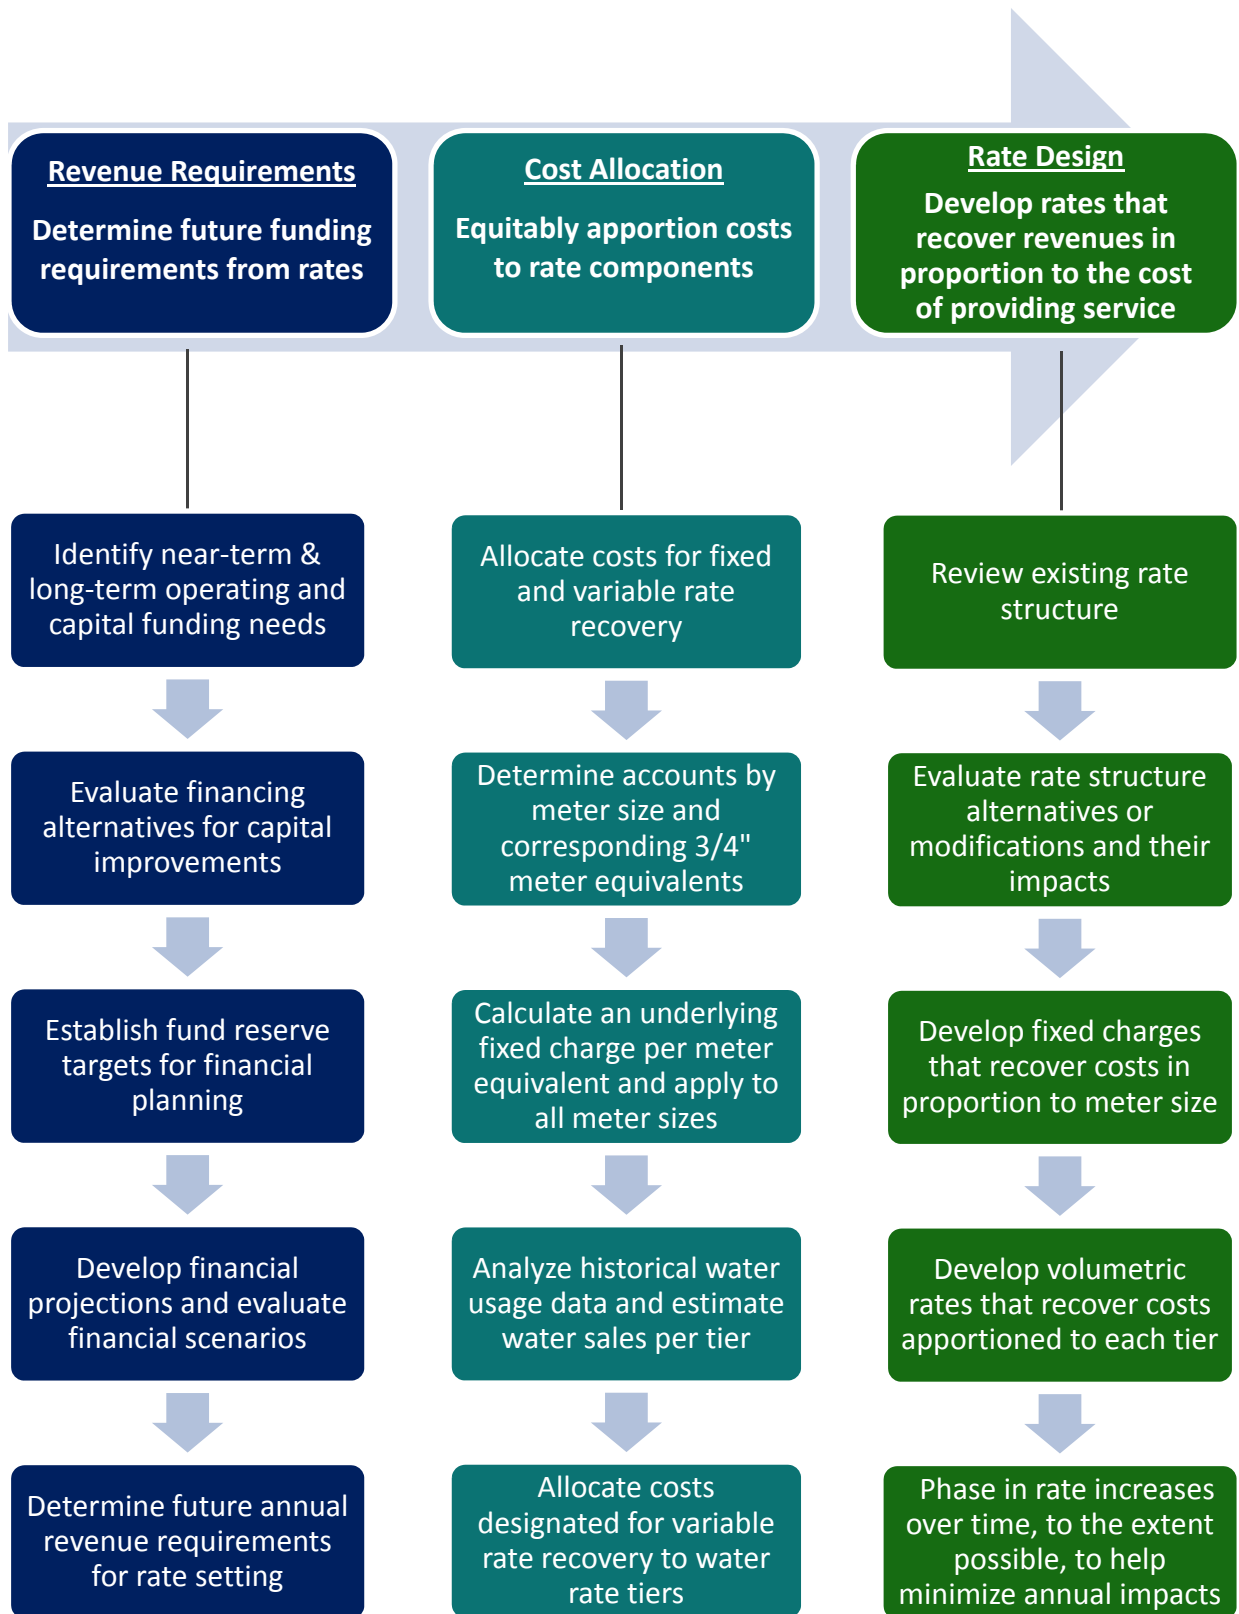 Revenue Requirements
Determine future funding
requirements from rates
Cost Allocation
Equitably apportion costs
to rate components
Rate Design
Develop rates that
recover revenues in
proportion to the cost
of providing service
Identify near-term &
long-term operating and
capital funding needs
Evaluate financing
alternatives for capital
improvements
Establish fund reserve
targets for financial
planning
Develop financial
projections and evaluate
financial scenarios
Determine future annual
revenue requirements
for rate setting
Allocate costs for fixed
and variable rate
recovery
Determine accounts by
meter size and
corresponding 3/4"
meter equivalents
Calculate an underlying
fixed charge per meter
equivalent and apply to
all meter sizes
Analyze historical water
usage data and estimate
water sales per tier
Allocate costs
designated for variable
rate recovery to water
rate tiers
Review existing rate
structure
Evaluate rate structure
alternatives or
modifications and their
impacts
Develop fixed charges
that recover costs in
proportion to meter size
Develop volumetric
rates that recover costs
apportioned to each tier
Phase in rate increases
over time, to the extent
possible, to help
minimize annual impacts